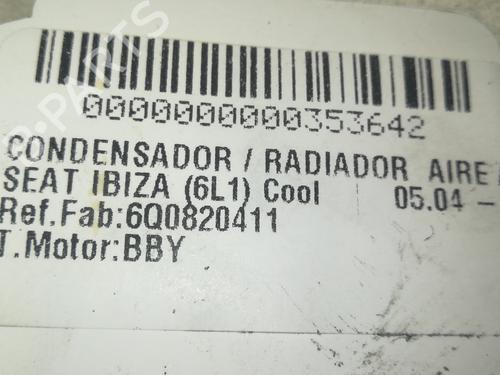 0000000000353642
CONDENSADOR / RADIADOR AIRE
SEAT IBIZA (6L1) Cool 05.04 -
Ref.Fab:6Q0820411
T.Motor:BBY